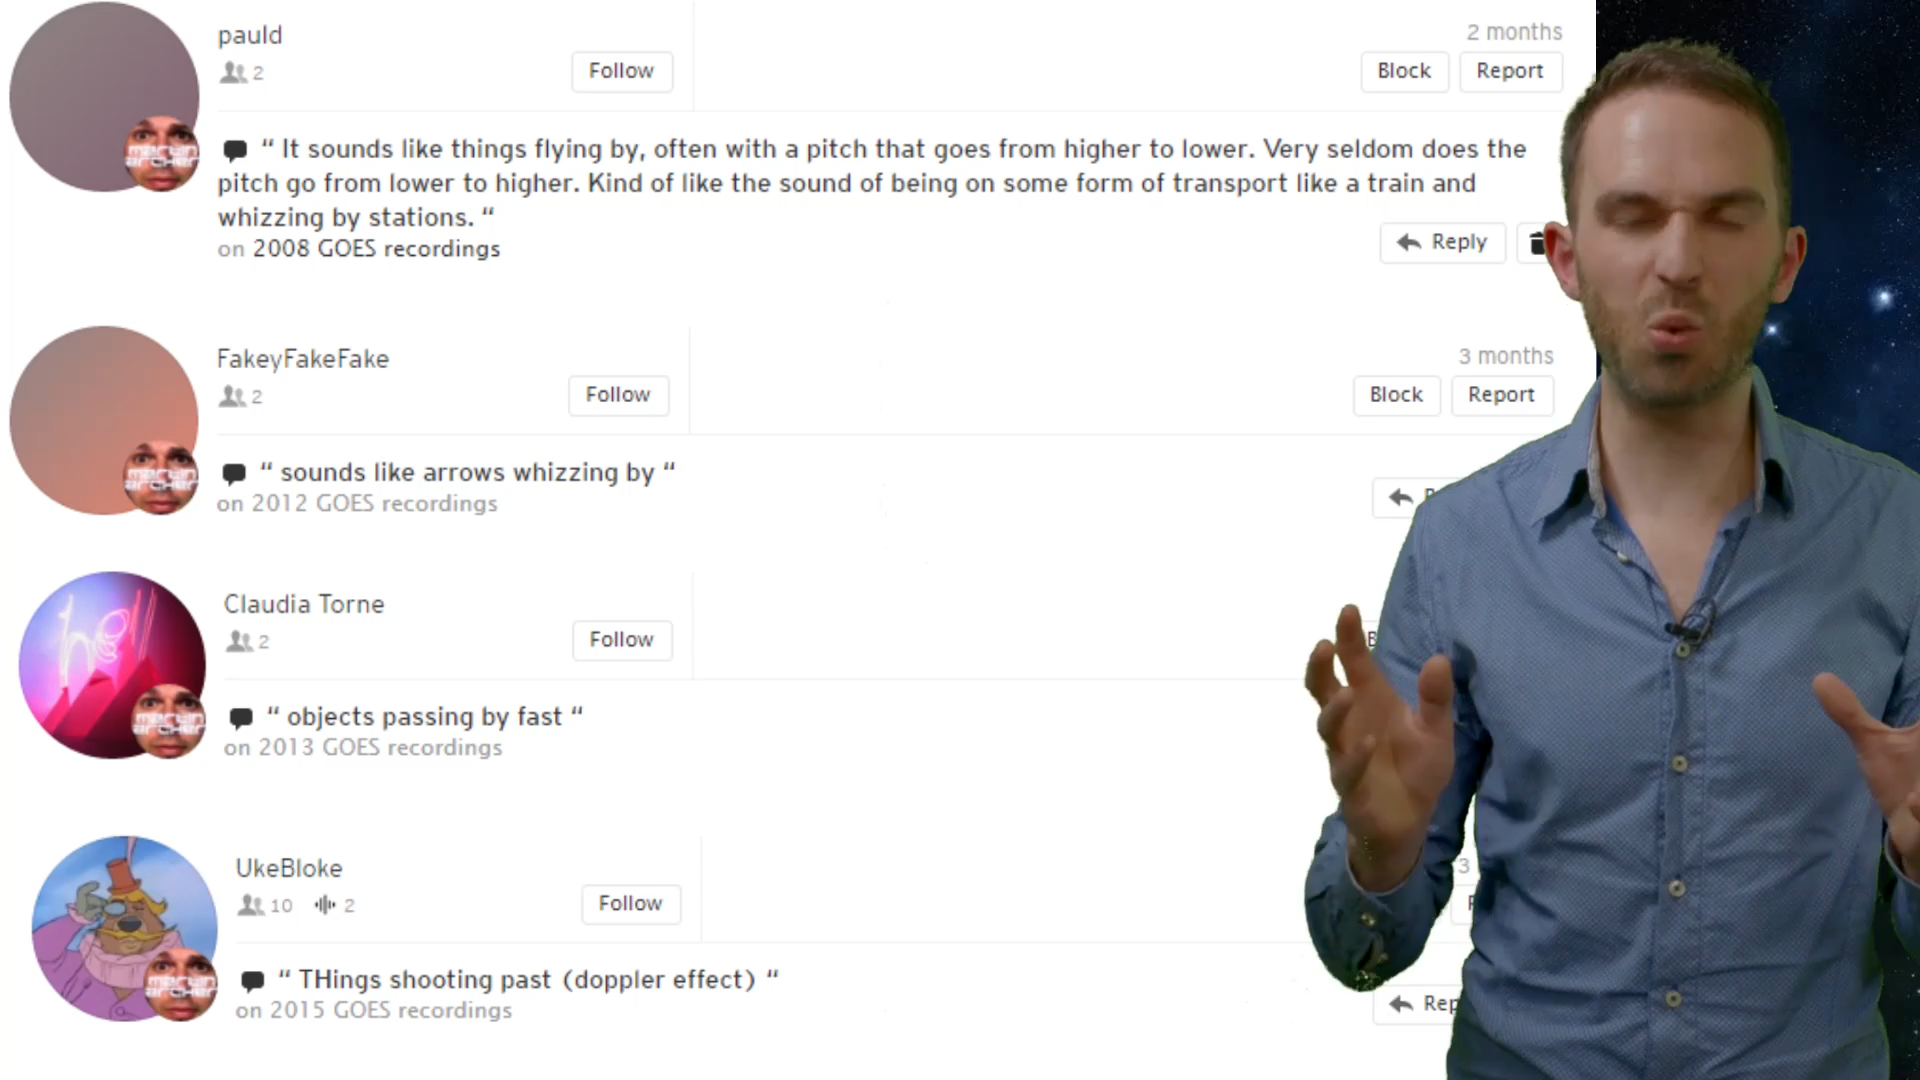 pauld
2 months
2
Follow
Block
Report
“ It sounds like things flying by, often with a pitch that goes from higher to lower. Very seldom does the
pitch go from lower to higher. Kind of like the sound of being on some form of transport like a train and
whizzing by stations. “
on 2008 GOES recordings
Reply
FakeyFakeFake
3 months
2
Follow
Block
Report
“ sounds like arrows whizzing by “
on 2012 GOES recordings
Claudia Torne
2
Follow
“ objects passing by fast “
on 2013 GOES recordings
UkeBloke
3
10
2
Follow
“ THings shooting past (doppler effect) “
on 2015 GOES recordings
Rep